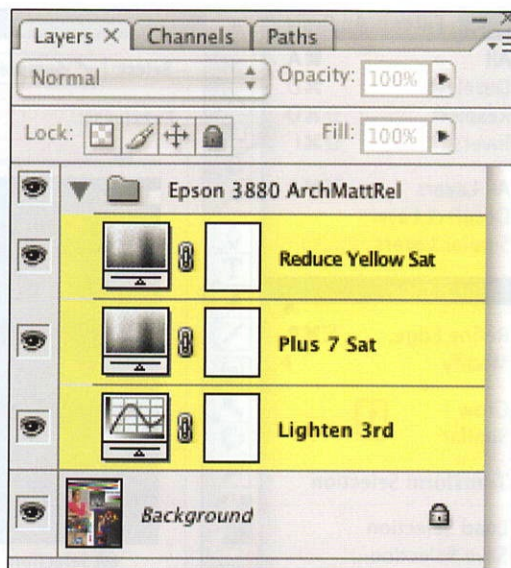 Layers × Channels Paths
Normal Opacity: 100%
Lock: Fill: 100%
Epson 3880 ArchMattRel
Reduce Yellow Sat
Plus 7 Sat
Lighten 3rd
Background